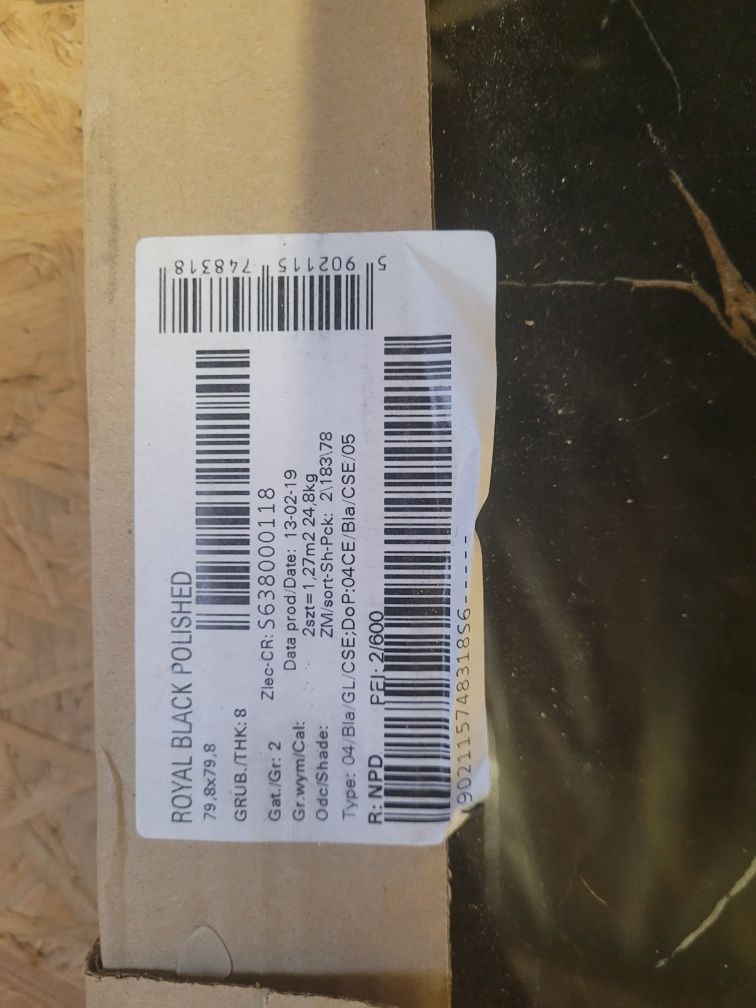 ROYAL BLACK POLISHED
79,8x79,8
GRUB./THK: 8
Gat./Gr: 2
Zlec-CR: S638000118
Gr.wym/Cal:
Data prod/Date: 13-02-19
2szt=1,27m2 24,8kg
Odc/Shade:
ZM/sort-Sh-Pck: 2\183\78
Type: 04/Bla/GL/CSE;DoP:04CE/Bla/CSE/05
R: NPD PEI: 2/600
5 902115 748318
5902115748318S6-----